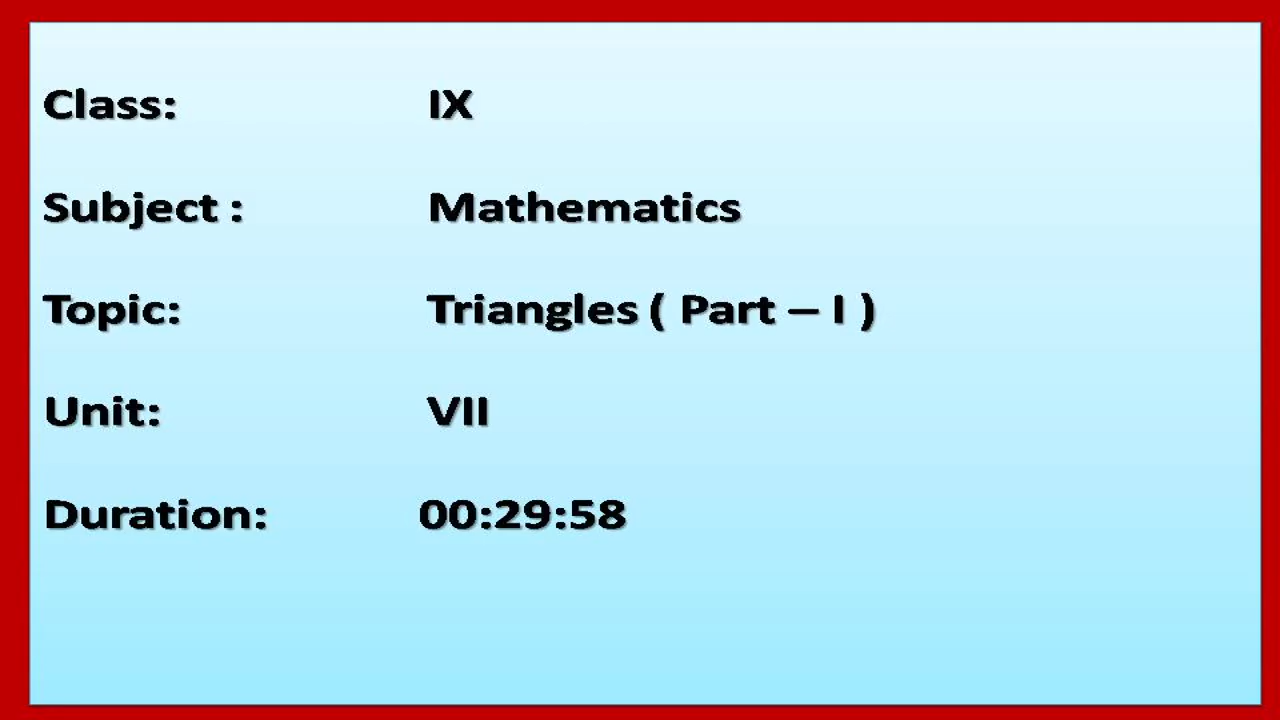 Class: IX
Subject : Mathematics
Topic: Triangles ( Part – I )
Unit: VII
Duration: 00:29:58